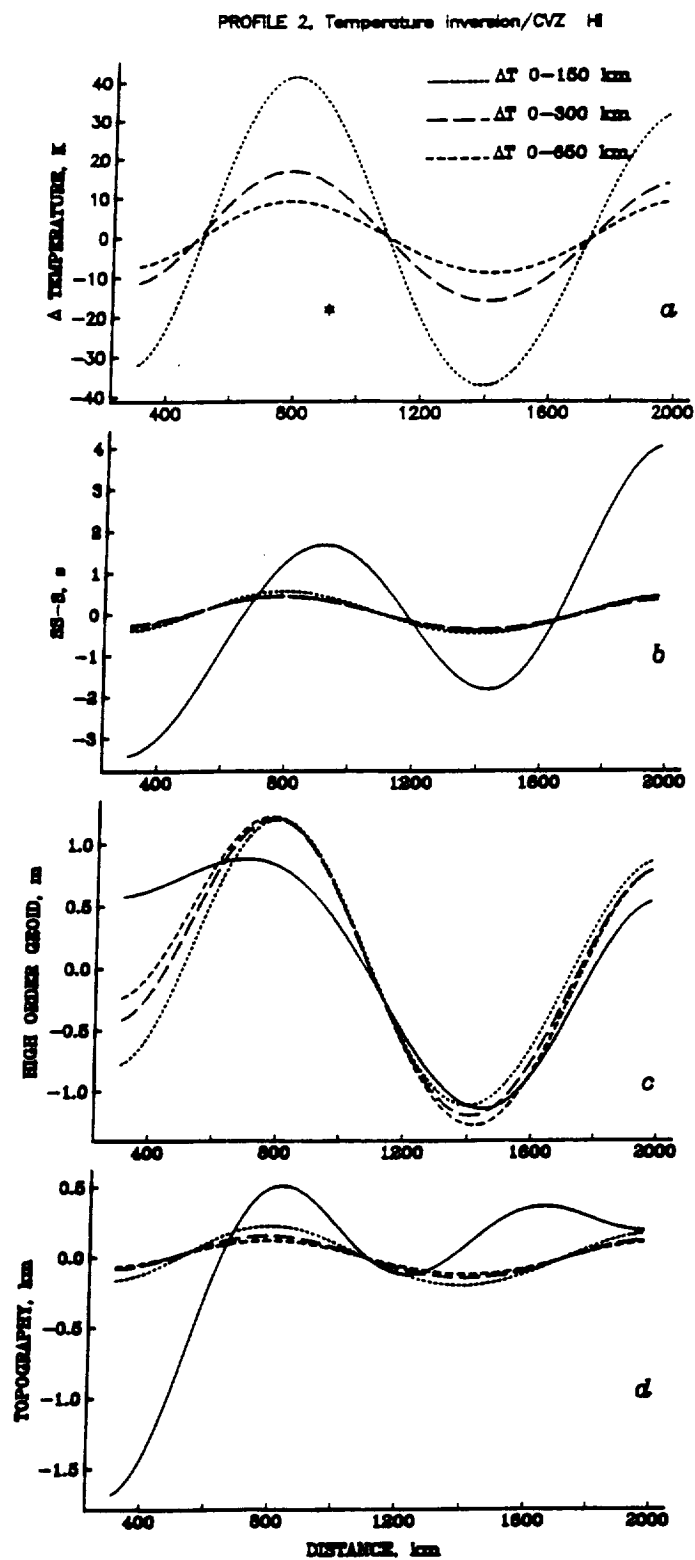 PROFILE 2, Temperature inversion/CVZ HI
ΔT 0-150 km
ΔT 0-300 km
ΔT 0-650 km
Δ TEMPERATURE, K
40
30
20
10
0
-10
-20
-30
-40
*
a
400 800 1200 1600 2000
SS-S, s
4
3
2
1
0
-1
-2
-3
b
400 800 1200 1600 2000
HIGH ORDER GEOID, m
1.0
0.5
0.0
-0.5
-1.0
c
400 800 1200 1600 2000
TOPOGRAPHY, km
0.5
0.0
-0.5
-1.0
-1.5
d
400 800 1200 1600 2000
DISTANCE, km